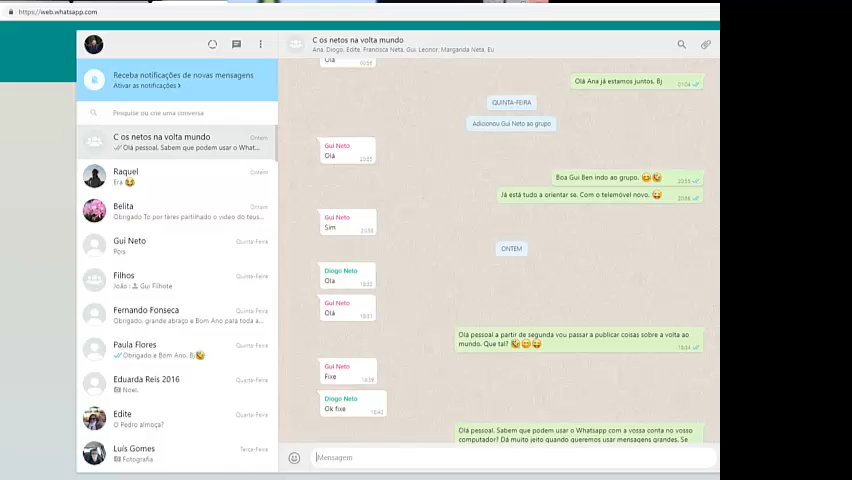 https://web.whatsapp.com
Receba notificações de novas mensagens
Ativar as notificações >
Pesquise ou crie uma conversa
C os netos na volta mundo
Ontem
Olá pessoal. Sabem que podem usar o What...
Raquel
Ontem
Era
Belita
Ontem
Obrigado To por teres partilhado o video do teus...
Gui Neto
Quinta-Feira
Pois
Filhos
Quinta-Feira
João: Gui Filhote
Fernando Fonseca
Quinta-Feira
Obrigado, grande abraço e Bom Ano para toda a...
Paula Flores
Quarta-Feira
Obrigado e Bom Ano. Bj
Eduarda Reis 2016
Quarta-Feira
Edite
Quarta-Feira
O Pedro almoça?
Luís Gomes
Terça-Feira
Fotografia
C os netos na volta mundo
Ana, Diogo, Edite, Francisca Neta, Gui, Leonor, Margarida Neta, Eu
Olá
Olá Ana já estamos juntos. Bj
01:04
QUINTA-FEIRA
Adicionou Gui Neto ao grupo
Gui Neto
Olá
Boa Gui Ben indo ao grupo.
Já está tudo a orientar se. Com o telemóvel novo.
Gui Neto
Sim
ONTEM
Diogo Neto
Ola
Gui Neto
Olá
Olá pessoal a partir de segunda vou passar a publicar coisas sobre a volta ao
mundo. Que tal?
Gui Neto
Fixe
Diogo Neto
Ok fixe
Olá pessoal. Sabem que podem usar o Whatsapp com a vossa conta no vosso
computador? Dá muito jeito quando queremos usar mensagens grandes. Se
Mensagem